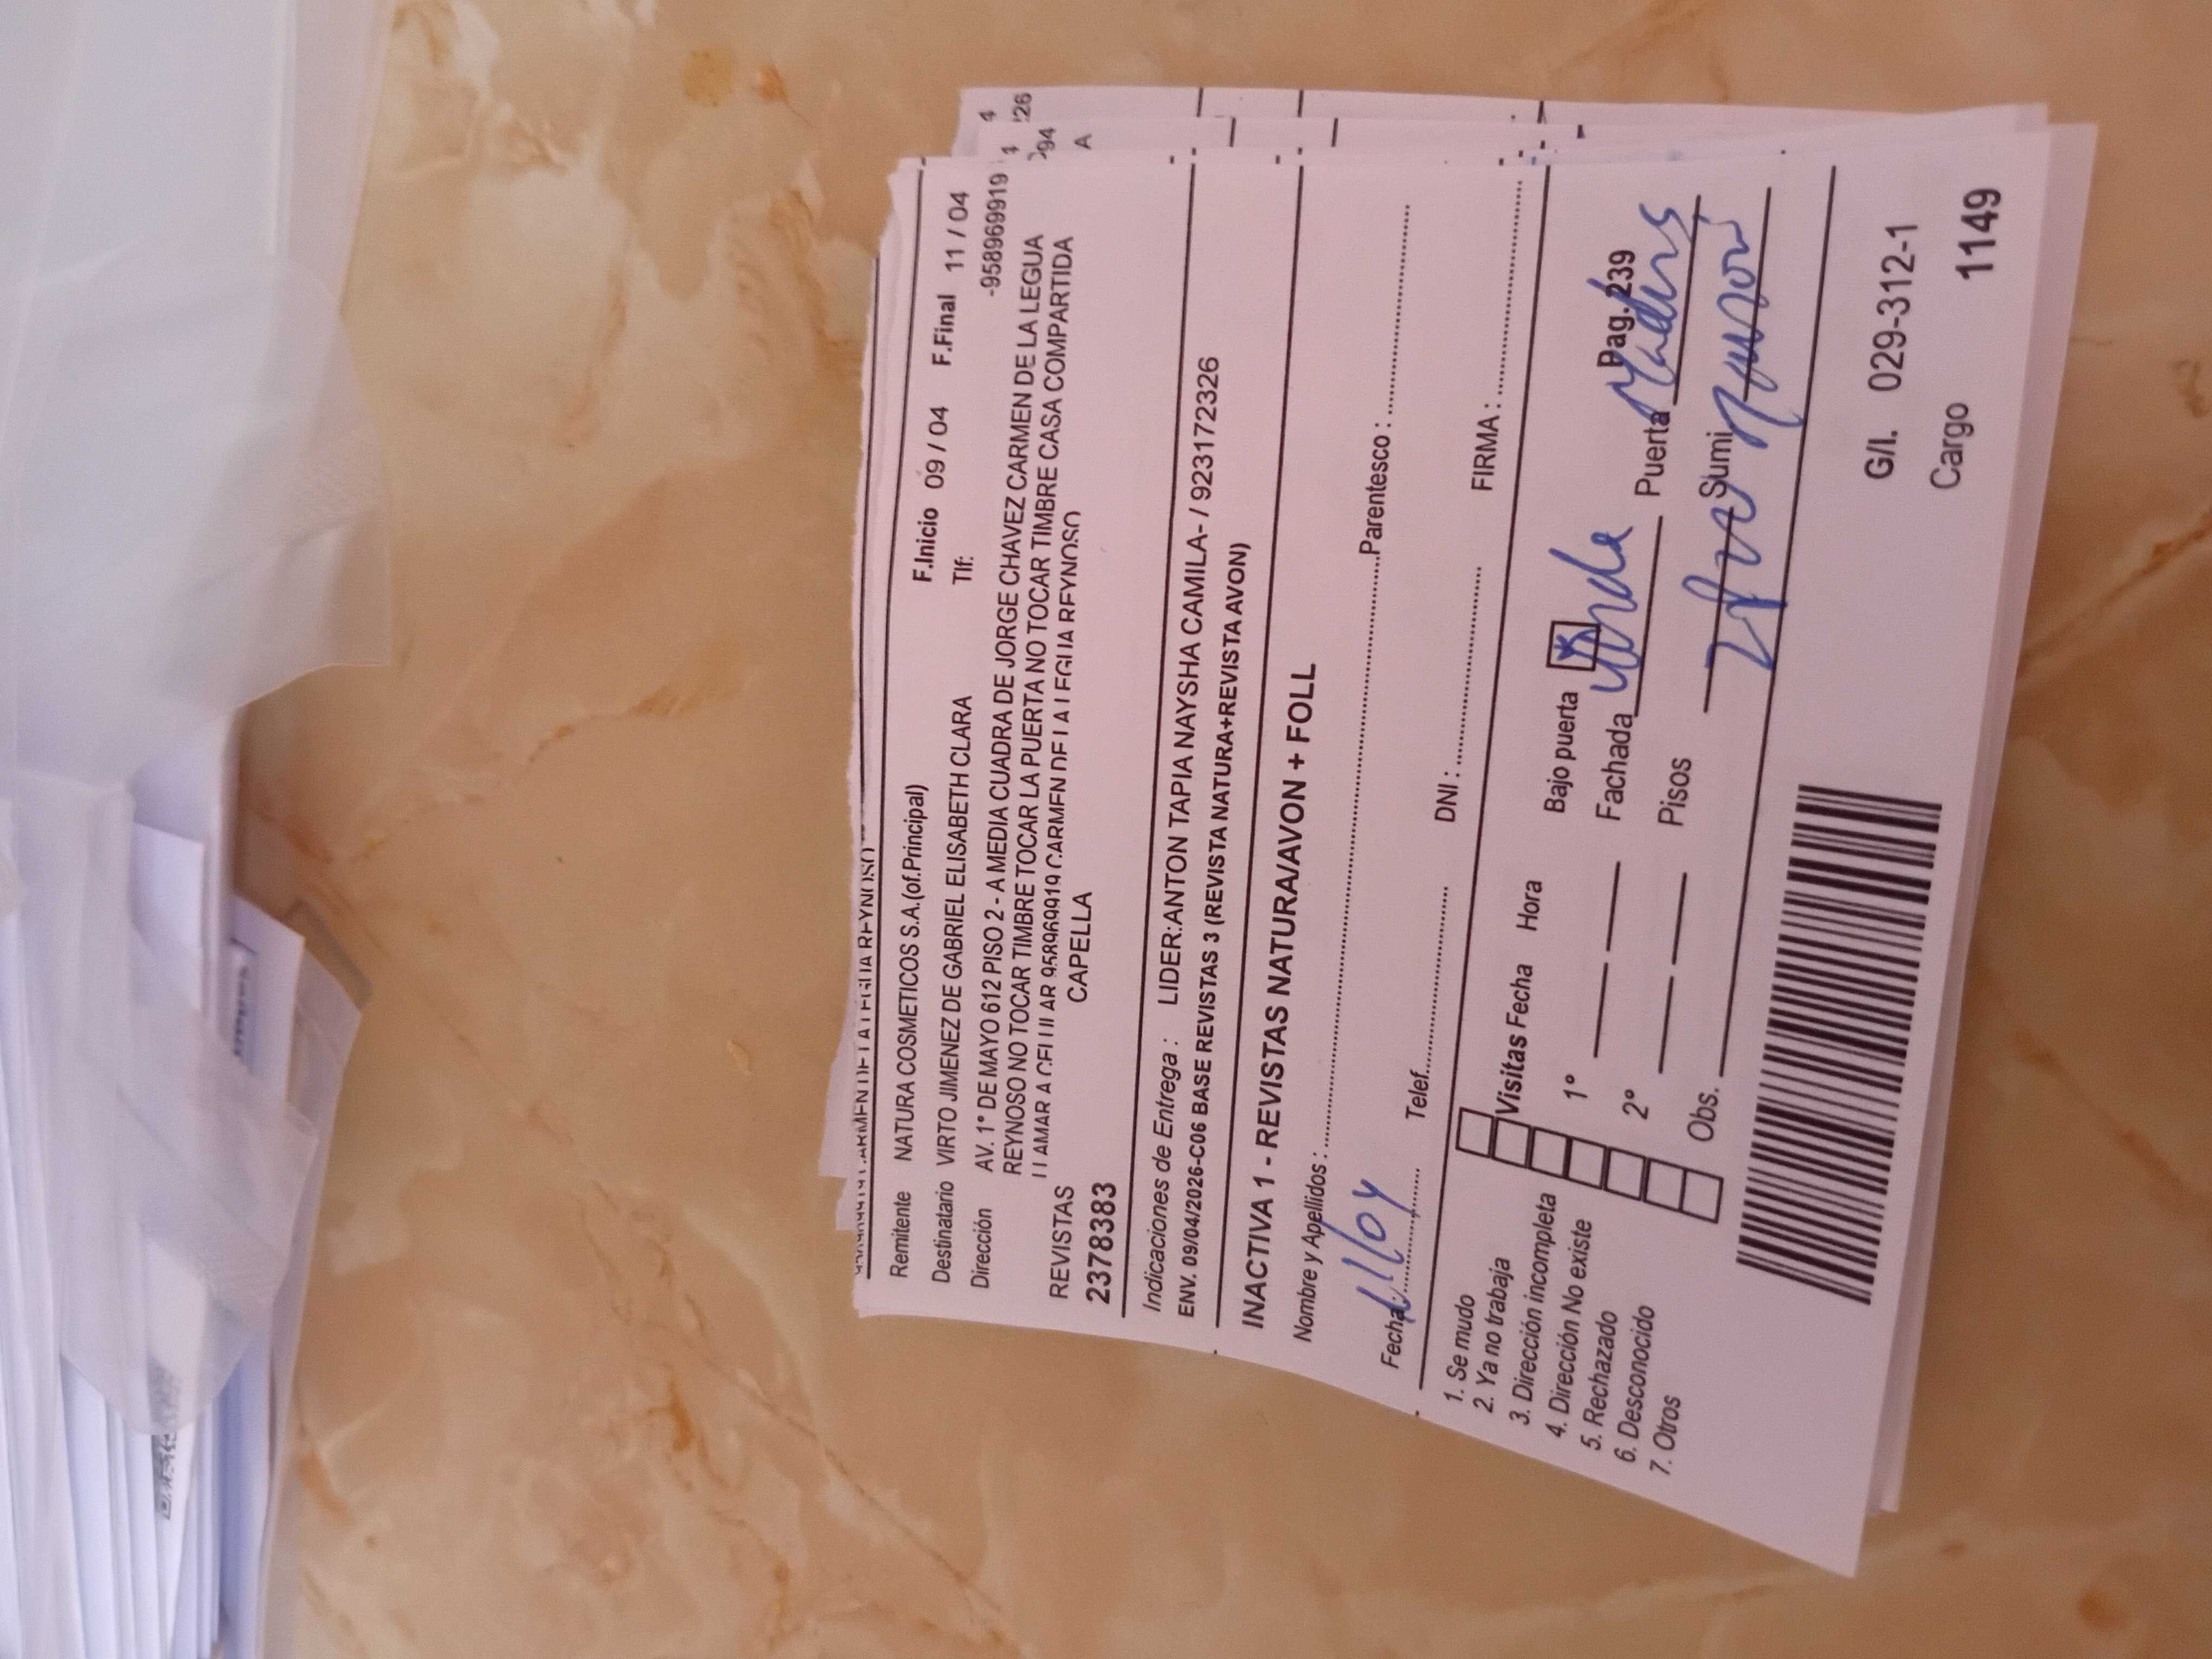 Remitente NATURA COSMETICOS S.A.(of.Principal)
F.Inicio 09 / 04 F.Final 11 / 04
Destinatario VIRTO JIMENEZ DE GABRIEL ELISABETH CLARA Tlf: -958969919
Dirección AV. 1° DE MAYO 612 PISO 2 - A MEDIA CUADRA DE JORGE CHAVEZ CARMEN DE LA LEGUA
REYNOSO NO TOCAR TIMBRE TOCAR LA PUERTA NO TOCAR TIMBRE CASA COMPARTIDA
LLAMAR A CELULAR 958969919 CARMEN DE LA LEGUA REYNOSO
REVISTAS CAPELLA
2378383
Indicaciones de Entrega : LIDER:ANTON TAPIA NAYSHA CAMILA- / 923172326
ENV. 09/04/2026-C06 BASE REVISTAS 3 (REVISTA NATURA+REVISTA AVON)
INACTIVA 1 - REVISTAS NATURA/AVON + FOLL
Nombre y Apellidos : Parentesco :
Fecha : Telef. DNI : FIRMA :
1. Se mudo
2. Ya no trabaja
3. Dirección incompleta
4. Dirección No existe
5. Rechazado
6. Desconocido
7. Otros
Visitas Fecha Hora
1°
2°
Obs.
Bajo puerta
Pag. 239
Fachada Puerta
Pisos Sumi
G/I. 029-312-1
Cargo 1149